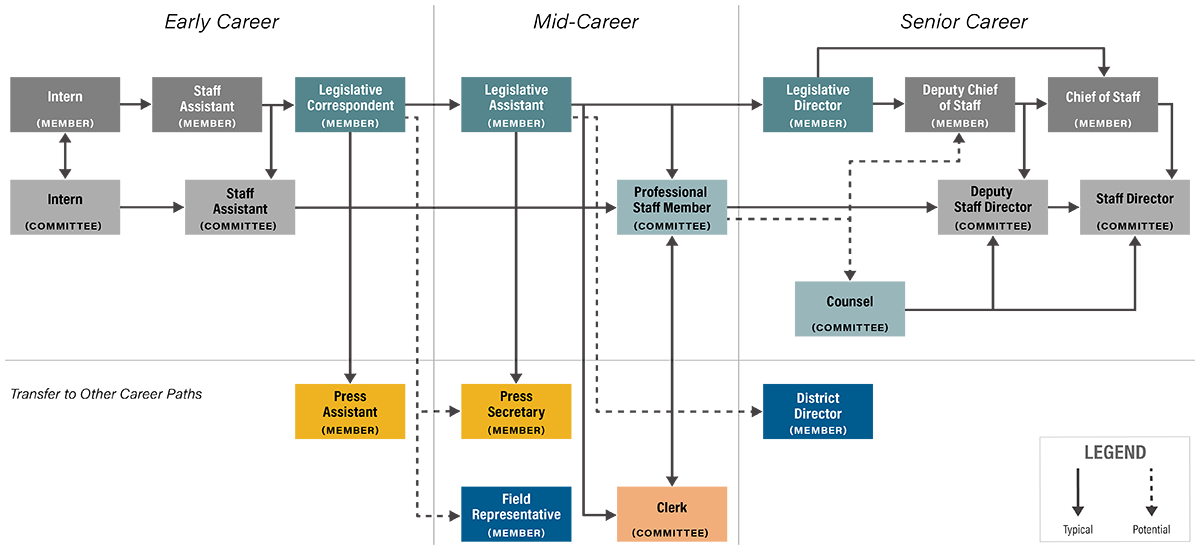 Early Career
Mid-Career
Senior Career
Intern
(MEMBER)
Staff
Assistant
(MEMBER)
Legislative
Correspondent
(MEMBER)
Legislative
Assistant
(MEMBER)
Legislative
Director
(MEMBER)
Deputy Chief
of Staff
(MEMBER)
Chief of Staff
(MEMBER)
Intern
(COMMITTEE)
Staff
Assistant
(COMMITTEE)
Professional
Staff Member
(COMMITTEE)
Deputy
Staff Director
(COMMITTEE)
Staff Director
(COMMITTEE)
Counsel
(COMMITTEE)
Transfer to Other Career Paths
Press
Assistant
(MEMBER)
Press
Secretary
(MEMBER)
District
Director
(MEMBER)
Field
Representative
(MEMBER)
Clerk
(COMMITTEE)
LEGEND
Typical
Potential